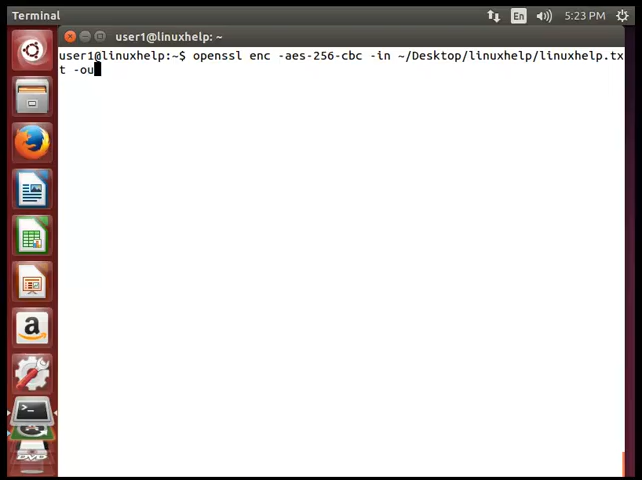 Terminal
En
5:23 PM
user1@linuxhelp: ~
user1@linuxhelp:~$ openssl enc -aes-256-cbc -in ~/Desktop/linuxhelp/linuxhelp.tx
t -ou
a
>_
DVD